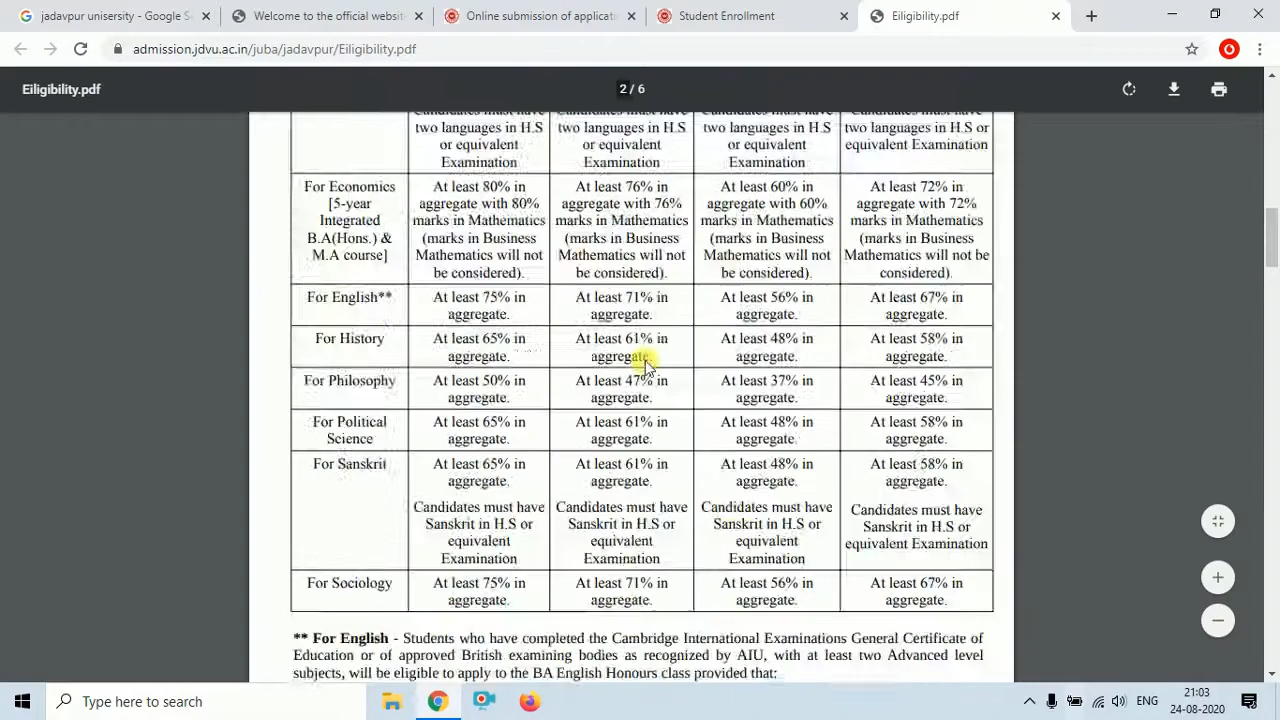 jadavpur unisersity - Google S
Welcome to the official websit
Online submission of applicati
Student Enrollment
Eiligibility.pdf
admission.jdvu.ac.in/juba/jadavpur/Eiligibility.pdf
Eiligibility.pdf
2 / 6
Candidates must have two languages in H.S or equivalent Examination
Candidates must have two languages in H.S or equivalent Examination
Candidates must have two languages in H.S or equivalent Examination
two languages in H.S or equivalent Examination
For Economics [5-year Integrated B.A(Hons.) & M.A course]
At least 80% in aggregate with 80% marks in Mathematics (marks in Business Mathematics will not be considered).
At least 76% in aggregate with 76% marks in Mathematics (marks in Business Mathematics will not be considered).
At least 60% in aggregate with 60% marks in Mathematics (marks in Business Mathematics will not be considered).
At least 72% in aggregate with 72% marks in Mathematics (marks in Business Mathematics will not be considered).
For English**
At least 75% in aggregate.
At least 71% in aggregate.
At least 56% in aggregate.
At least 67% in aggregate.
For History
At least 65% in aggregate.
At least 61% in aggregate.
At least 48% in aggregate.
At least 58% in aggregate.
For Philosophy
At least 50% in aggregate.
At least 47% in aggregate.
At least 37% in aggregate.
At least 45% in aggregate.
For Political Science
At least 65% in aggregate.
At least 61% in aggregate.
At least 48% in aggregate.
At least 58% in aggregate.
For Sanskrit
At least 65% in aggregate.
Candidates must have Sanskrit in H.S or equivalent Examination
At least 61% in aggregate.
Candidates must have Sanskrit in H.S or equivalent Examination
At least 48% in aggregate.
Candidates must have Sanskrit in H.S or equivalent Examination
At least 58% in aggregate.
Candidates must have Sanskrit in H.S or equivalent Examination
For Sociology
At least 75% in aggregate.
At least 71% in aggregate.
At least 56% in aggregate.
At least 67% in aggregate.
** For English - Students who have completed the Cambridge International Examinations General Certificate of
Education or of approved British examining bodies as recognized by AIU, with at least two Advanced level
subjects, will be eligible to apply to the BA English Honours class provided that:
Type here to search
ENG
21:03
24-08-2020